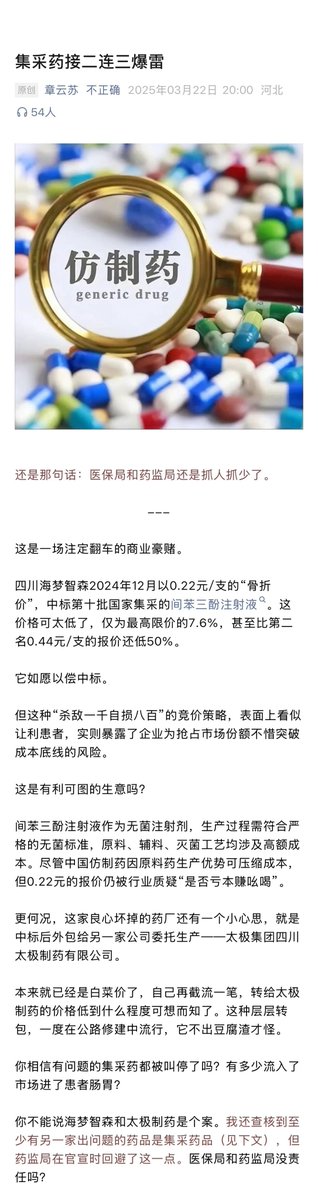 集采药接二连三爆雷
原创 章云苏 不正确 2025年03月22日 20:00 河北
54人
仿制药
generic drug
还是那句话：医保局和药监局还是抓人抓少了。
———
这是一场注定翻车的商业豪赌。
四川海梦智森2024年12月以0.22元/支的“骨折
价”，中标第十批国家集采的间苯三酚注射液。这
价格可太低了，仅为最高限价的7.6%，甚至比第二
名0.44元/支的报价还低50%。
它如愿以偿中标。
但这种“杀敌一千自损八百”的竞价策略，表面上看似
让利患者，实则暴露了企业为抢占市场份额不惜突破
成本底线的风险。
这是有利可图的生意吗？
间苯三酚注射液作为无菌注射剂，生产过程需符合严
格的无菌标准，原料、辅料、灭菌工艺均涉及高额成
本。尽管中国仿制药因原料药生产优势可压缩成本，
但0.22元的报价仍被行业质疑“是否亏本赚吆喝”。
更何况，这家良心坏掉的药厂还有一个小心思，就是
中标后外包给另一家公司委托生产——太极集团四川
太极制药有限公司。
本来就已经是白菜价了，自己再截流一笔，转给太极
制药的价格低到什么程度可想而知了。这种层层转
包，一度在公路修建中流行，它不出豆腐渣才怪。
你相信有问题的集采药都被叫停了吗？有多少流入了
市场进了患者肠胃？
你不能说海梦智森和太极制药是个案。我还查核到至
少有另一家出问题的药品是集采药品（见下文），但
药监局在官宣时回避了这一点。医保局和药监局没责
任吗？